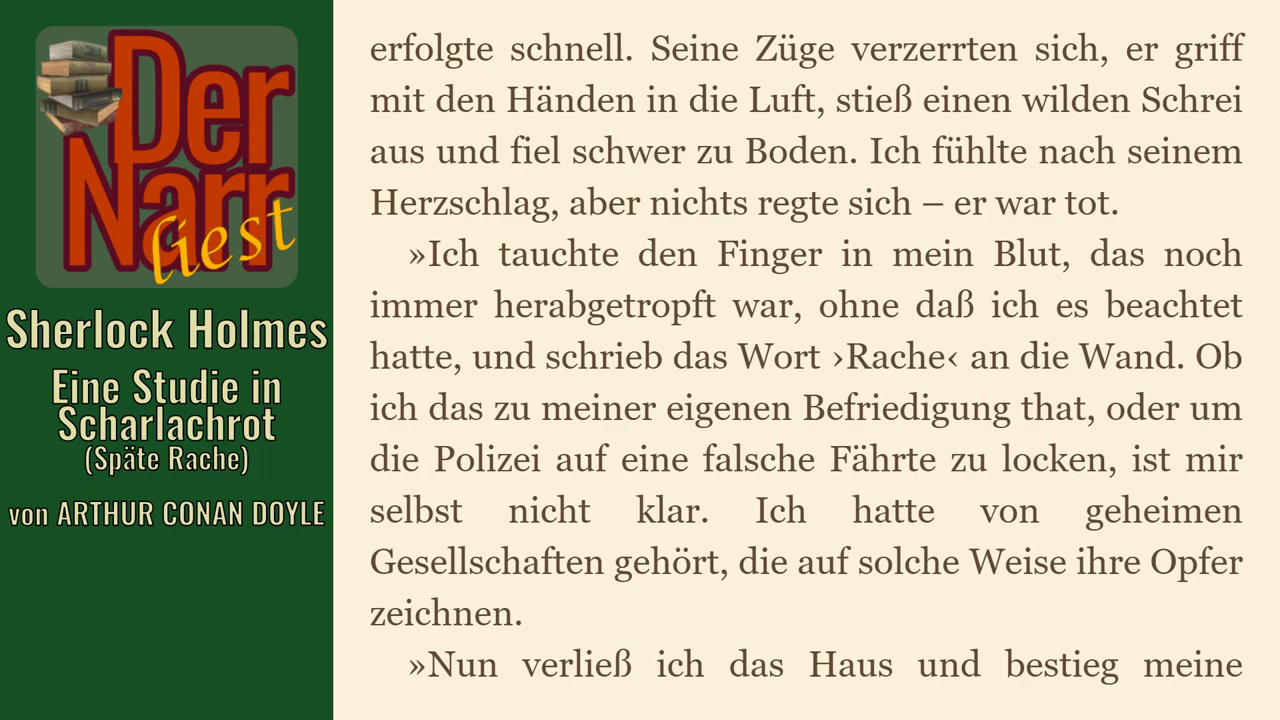 Der
Narr
liest
Sherlock Holmes
Eine Studie in
Scharlachrot
(Späte Rache)
von ARTHUR CONAN DOYLE
erfolgte schnell. Seine Züge verzerrten sich, er griff
mit den Händen in die Luft, stieß einen wilden Schrei
aus und fiel schwer zu Boden. Ich fühlte nach seinem
Herzschlag, aber nichts regte sich – er war tot.
»Ich tauchte den Finger in mein Blut, das noch
immer herabgetropft war, ohne daß ich es beachtet
hatte, und schrieb das Wort ›Rache‹ an die Wand. Ob
ich das zu meiner eigenen Befriedigung that, oder um
die Polizei auf eine falsche Fährte zu locken, ist mir
selbst nicht klar. Ich hatte von geheimen
Gesellschaften gehört, die auf solche Weise ihre Opfer
zeichnen.
»Nun verließ ich das Haus und bestieg meine